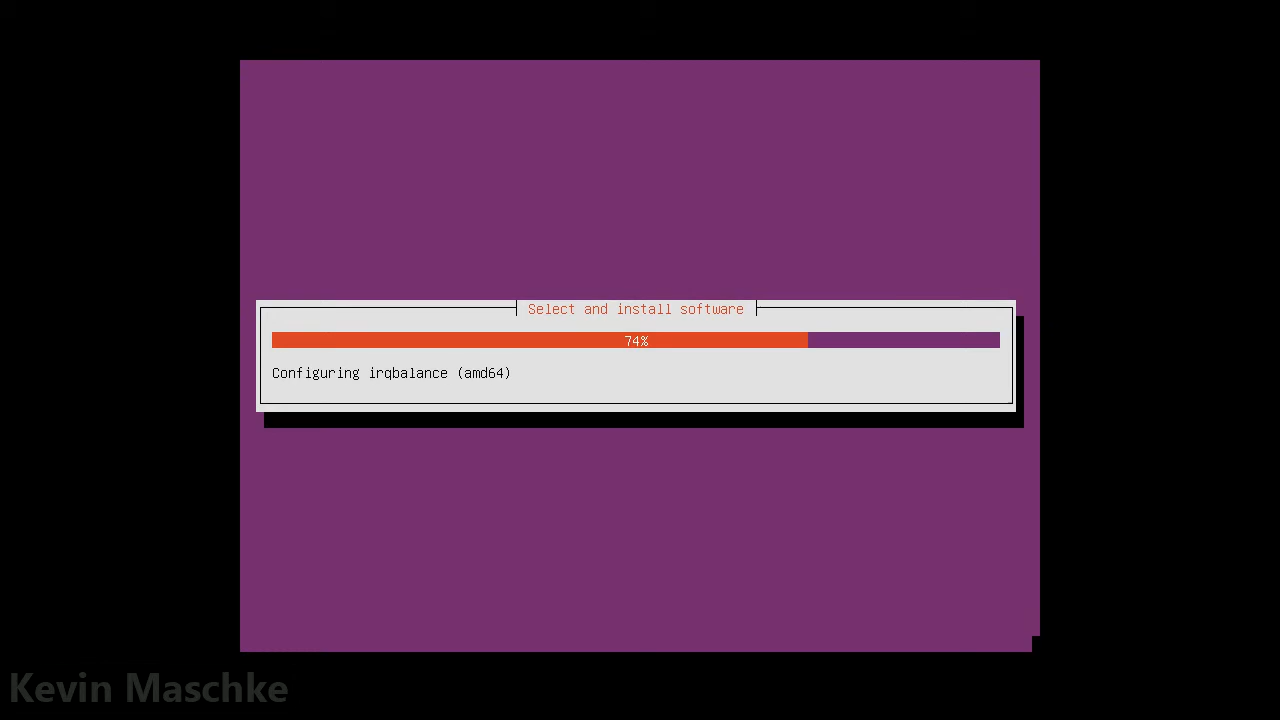 Select and install software
74%
Configuring irqbalance (amd64)
Kevin Maschke